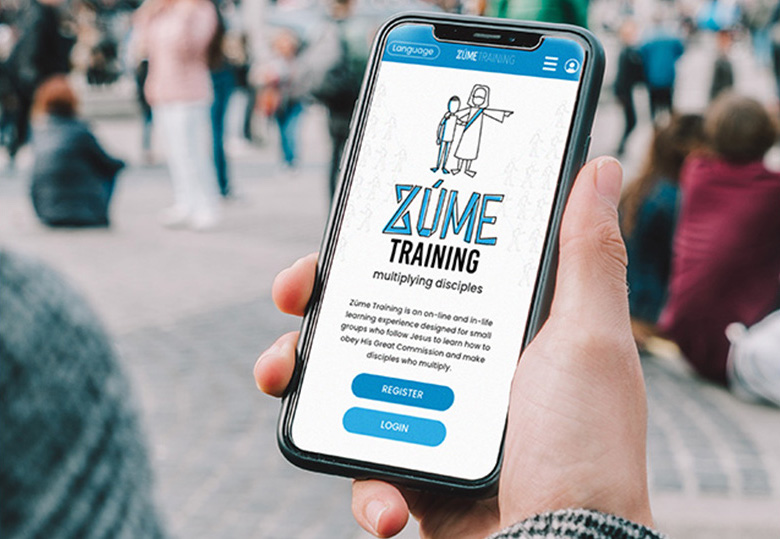 Language ZÚMETRAINING
ZÚME
TRAINING
multiplying disciples
Zúme Training is an on-line and in-life
learning experience designed for small
groups who follow Jesus to learn how to
obey His Great Commission and make
disciples who multiply.
REGISTER
LOGIN